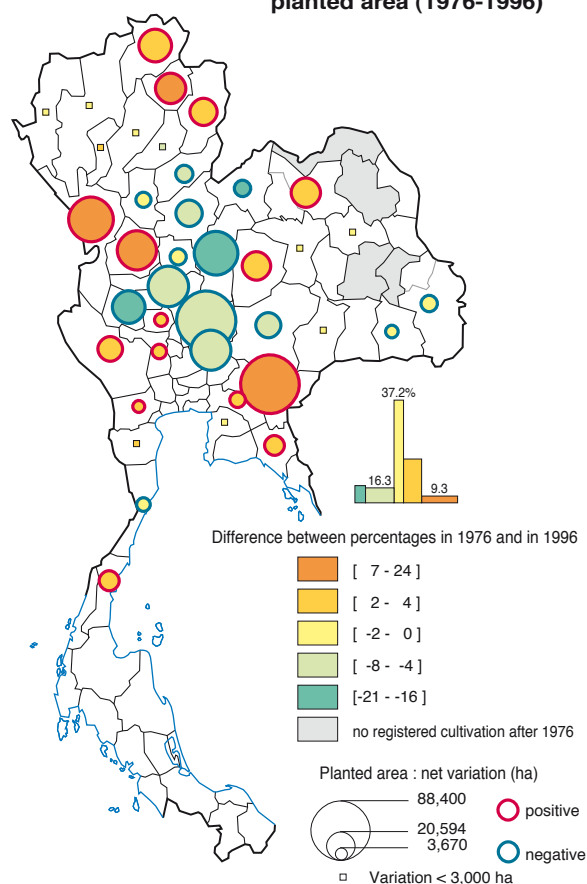 planted area (1976-1996)
37.2%
16.3
9.3
Difference between percentages in 1976 and in 1996
[ 7 - 24 ]
[ 2 - 4 ]
[ -2 - 0 ]
[ -8 - -4 ]
[-21 - -16 ]
no registered cultivation after 1976
Planted area : net variation (ha)
88,400
20,594
3,670
positive
negative
Variation < 3.000 ha